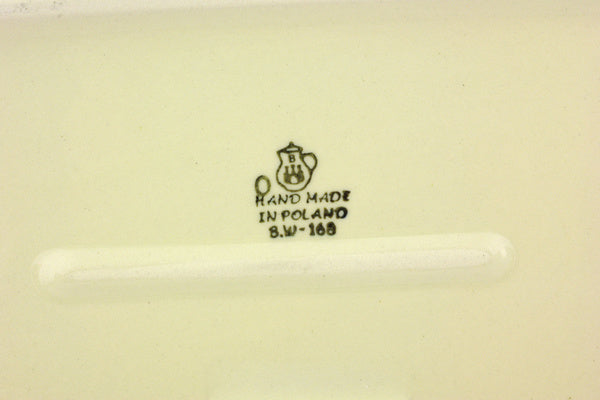 B
HAND MADE
IN POLAND
B.W-168